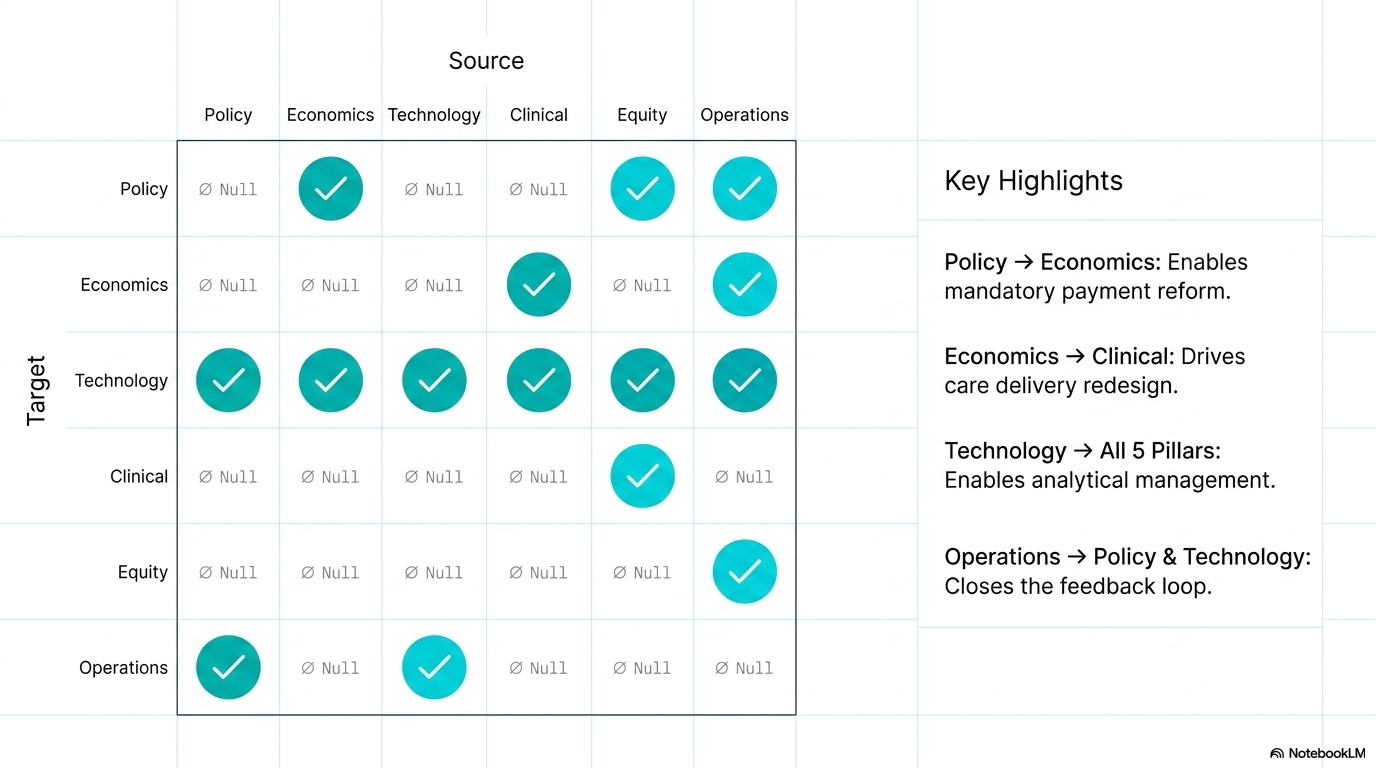 Source
Policy Economics Technology Clinical Equity Operations
Target
Policy ∅ Null ∅ Null ∅ Null
Economics ∅ Null ∅ Null ∅ Null ∅ Null
Technology
Clinical ∅ Null ∅ Null ∅ Null ∅ Null ∅ Null
Equity ∅ Null ∅ Null ∅ Null ∅ Null ∅ Null
Operations ∅ Null ∅ Null ∅ Null ∅ Null
Key Highlights
Policy → Economics: Enables
mandatory payment reform.
Economics → Clinical: Drives
care delivery redesign.
Technology → All 5 Pillars:
Enables analytical management.
Operations → Policy & Technology:
Closes the feedback loop.
NotebookLM